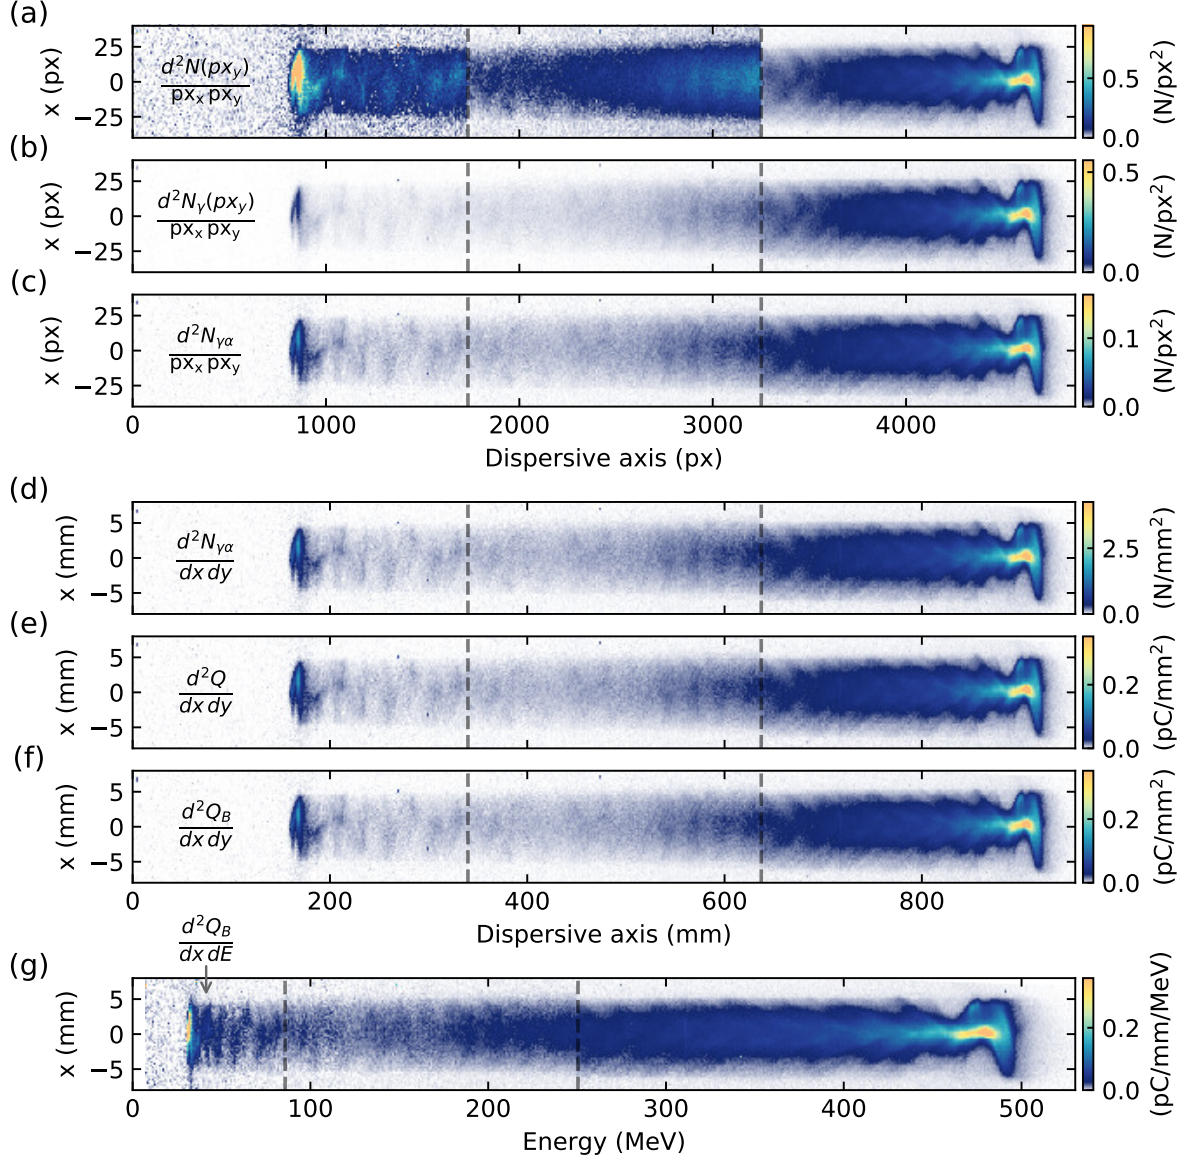 (a)
x (px)
25
0
−25
d²N(px_y)
px_x px_y
0.5
0.0
(N/px²)
(b)
x (px)
25
0
−25
d²N_γ(px_y)
px_x px_y
0.5
0.0
(N/px²)
(c)
x (px)
25
0
−25
d²N_γα
px_x px_y
0.1
0.0
(N/px²)
0 1000 2000 3000 4000
Dispersive axis (px)
(d)
x (mm)
5
0
−5
d²N_γα
dx dy
2.5
0.0
(N/mm²)
(e)
x (mm)
5
0
−5
d²Q
dx dy
0.2
0.0
(pC/mm²)
(f)
x (mm)
5
0
−5
d²Q_B
dx dy
0.2
0.0
(pC/mm²)
0 200 400 600 800
Dispersive axis (mm)
d²Q_B
dx dE
(g)
x (mm)
5
0
−5
0.2
0.0
(pC/mm/MeV)
0 100 200 300 400 500
Energy (MeV)